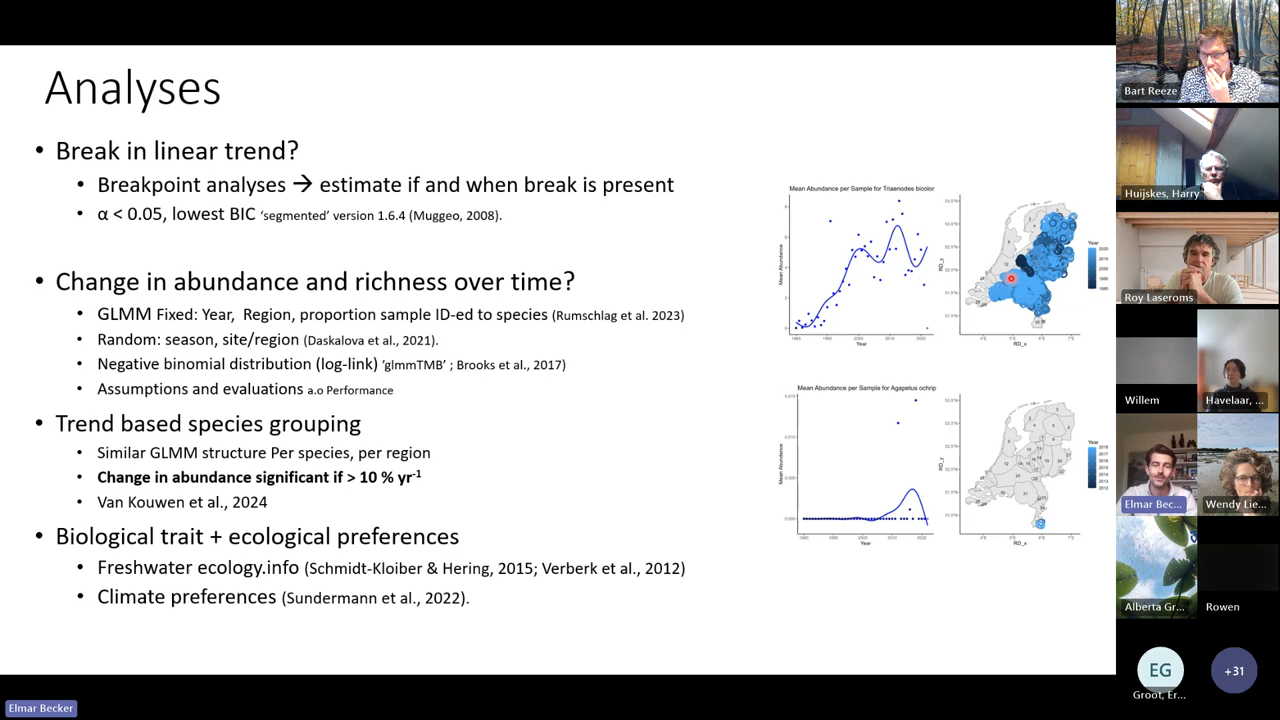 Analyses
• Break in linear trend?
• Breakpoint analyses → estimate if and when break is present
• α < 0.05, lowest BIC ‘segmented’ version 1.6.4 (Muggeo, 2008).
• Change in abundance and richness over time?
• GLMM Fixed: Year, Region, proportion sample ID-ed to species (Rumschlag et al. 2023)
• Random: season, site/region (Daskalova et al., 2021).
• Negative binomial distribution (log-link) ‘glmmTMB’ ; Brooks et al., 2017)
• Assumptions and evaluations a.o Performance
• Trend based species grouping
• Similar GLMM structure Per species, per region
• Change in abundance significant if > 10 % yr-1
• Van Kouwen et al., 2024
• Biological trait + ecological preferences
• Freshwater ecology.info (Schmidt-Kloiber & Hering, 2015; Verberk et al., 2012)
• Climate preferences (Sundermann et al., 2022).
Mean Abundance per Sample for Triaenodes bicolor
Mean Abundance
Year
RD_y
RD_x
Year
Mean Abundance per Sample for Agapetus ochrip
Mean Abundance
Year
RD_y
RD_x
Year
Bart Reeze
Huijskes, Harry
Roy Laseroms
Willem
Havelaar, ...
Elmar Bec...
Wendy Lie...
Alberta Gr...
Rowen
EG
Groot, Er...
+31
Elmar Becker